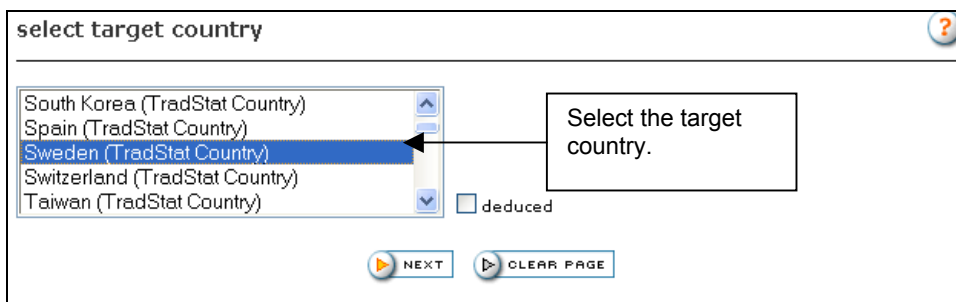 select target country
?
South Korea (TradStat Country)
Spain (TradStat Country)
Sweden (TradStat Country)
Switzerland (TradStat Country)
Taiwan (TradStat Country)
deduced
Select the target
country.
NEXT
CLEAR PAGE